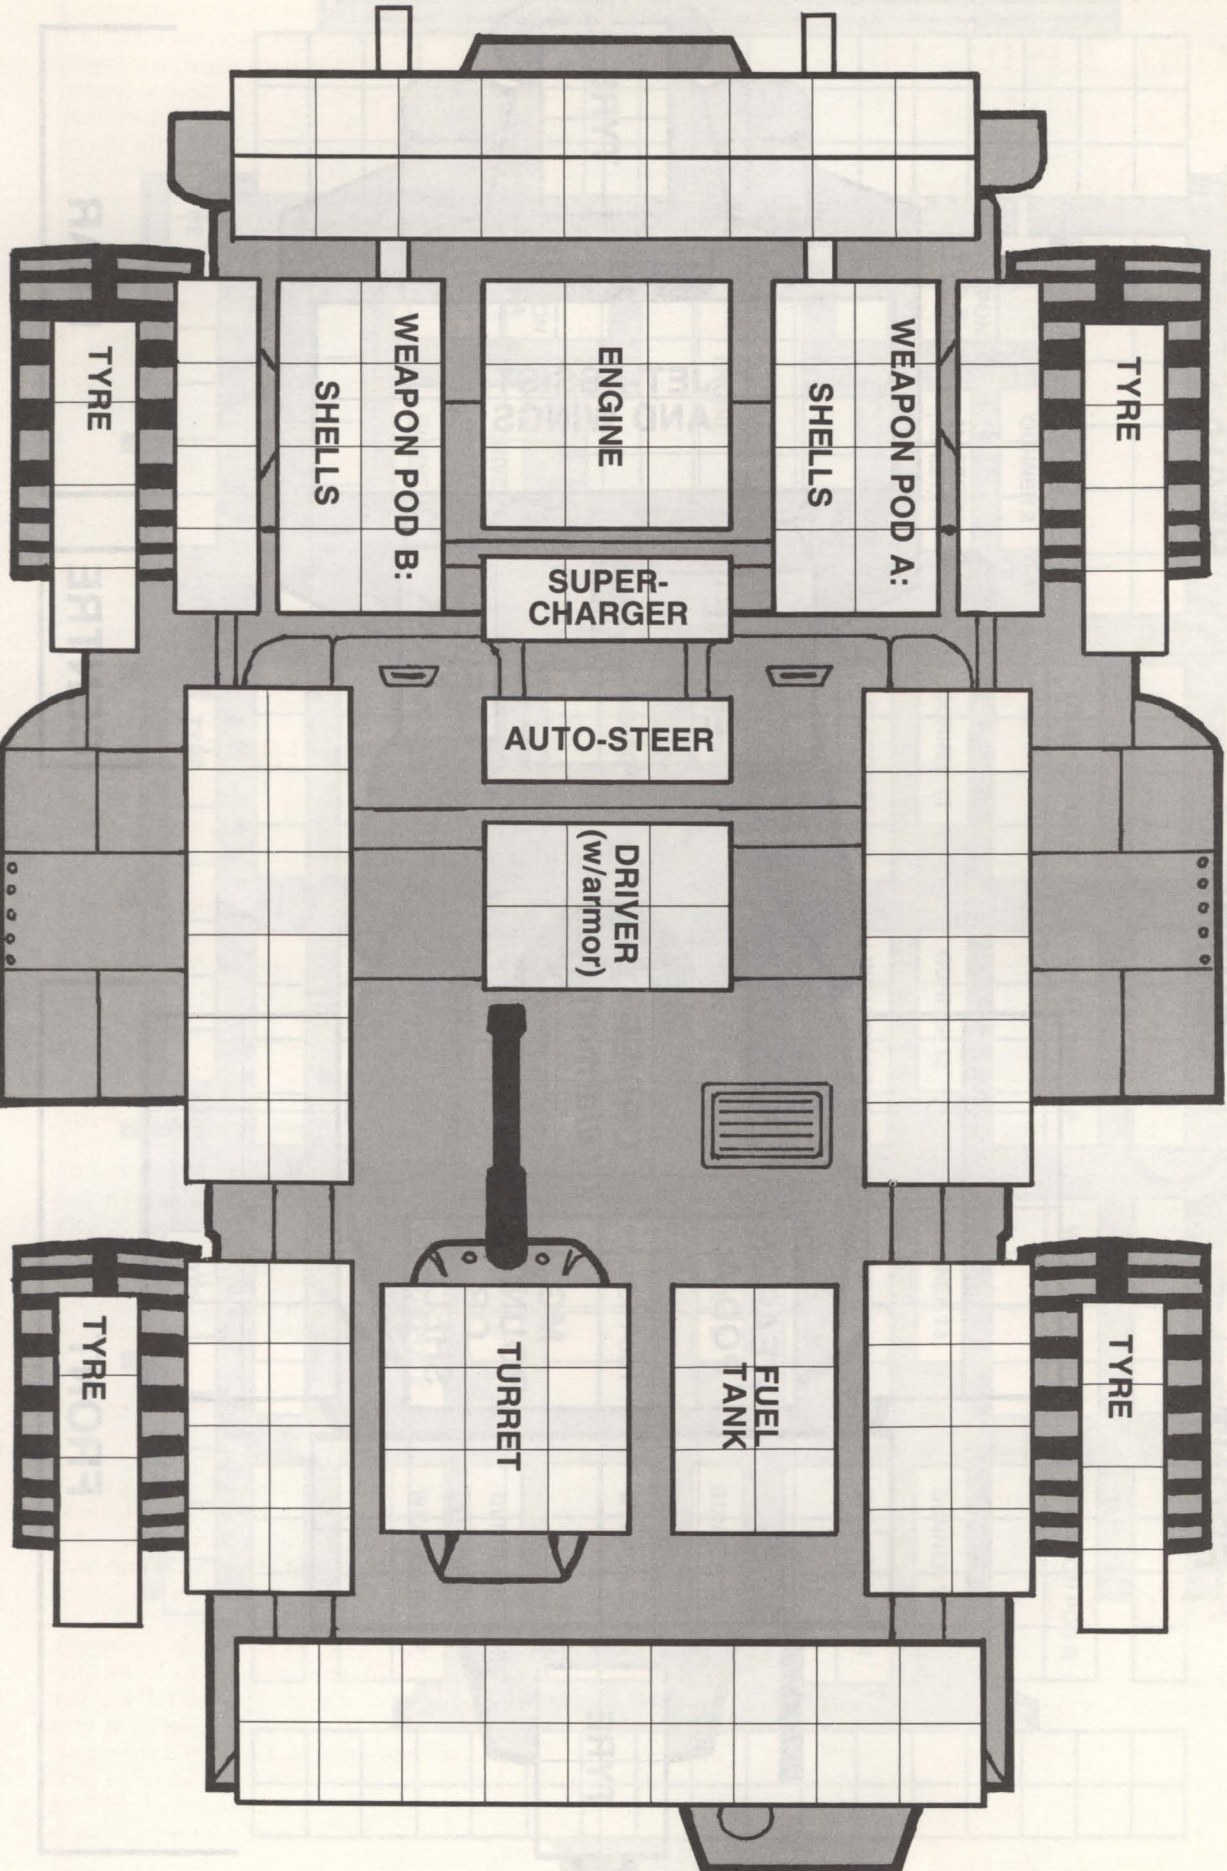 TYRE
WEAPON POD B:
SHELLS
ENGINE
WEAPON POD A:
SHELLS
TYRE
SUPER-
CHARGER
AUTO-STEER
DRIVER
(w/armor)
TYRE
TURRET
FUEL
TANK
TYRE